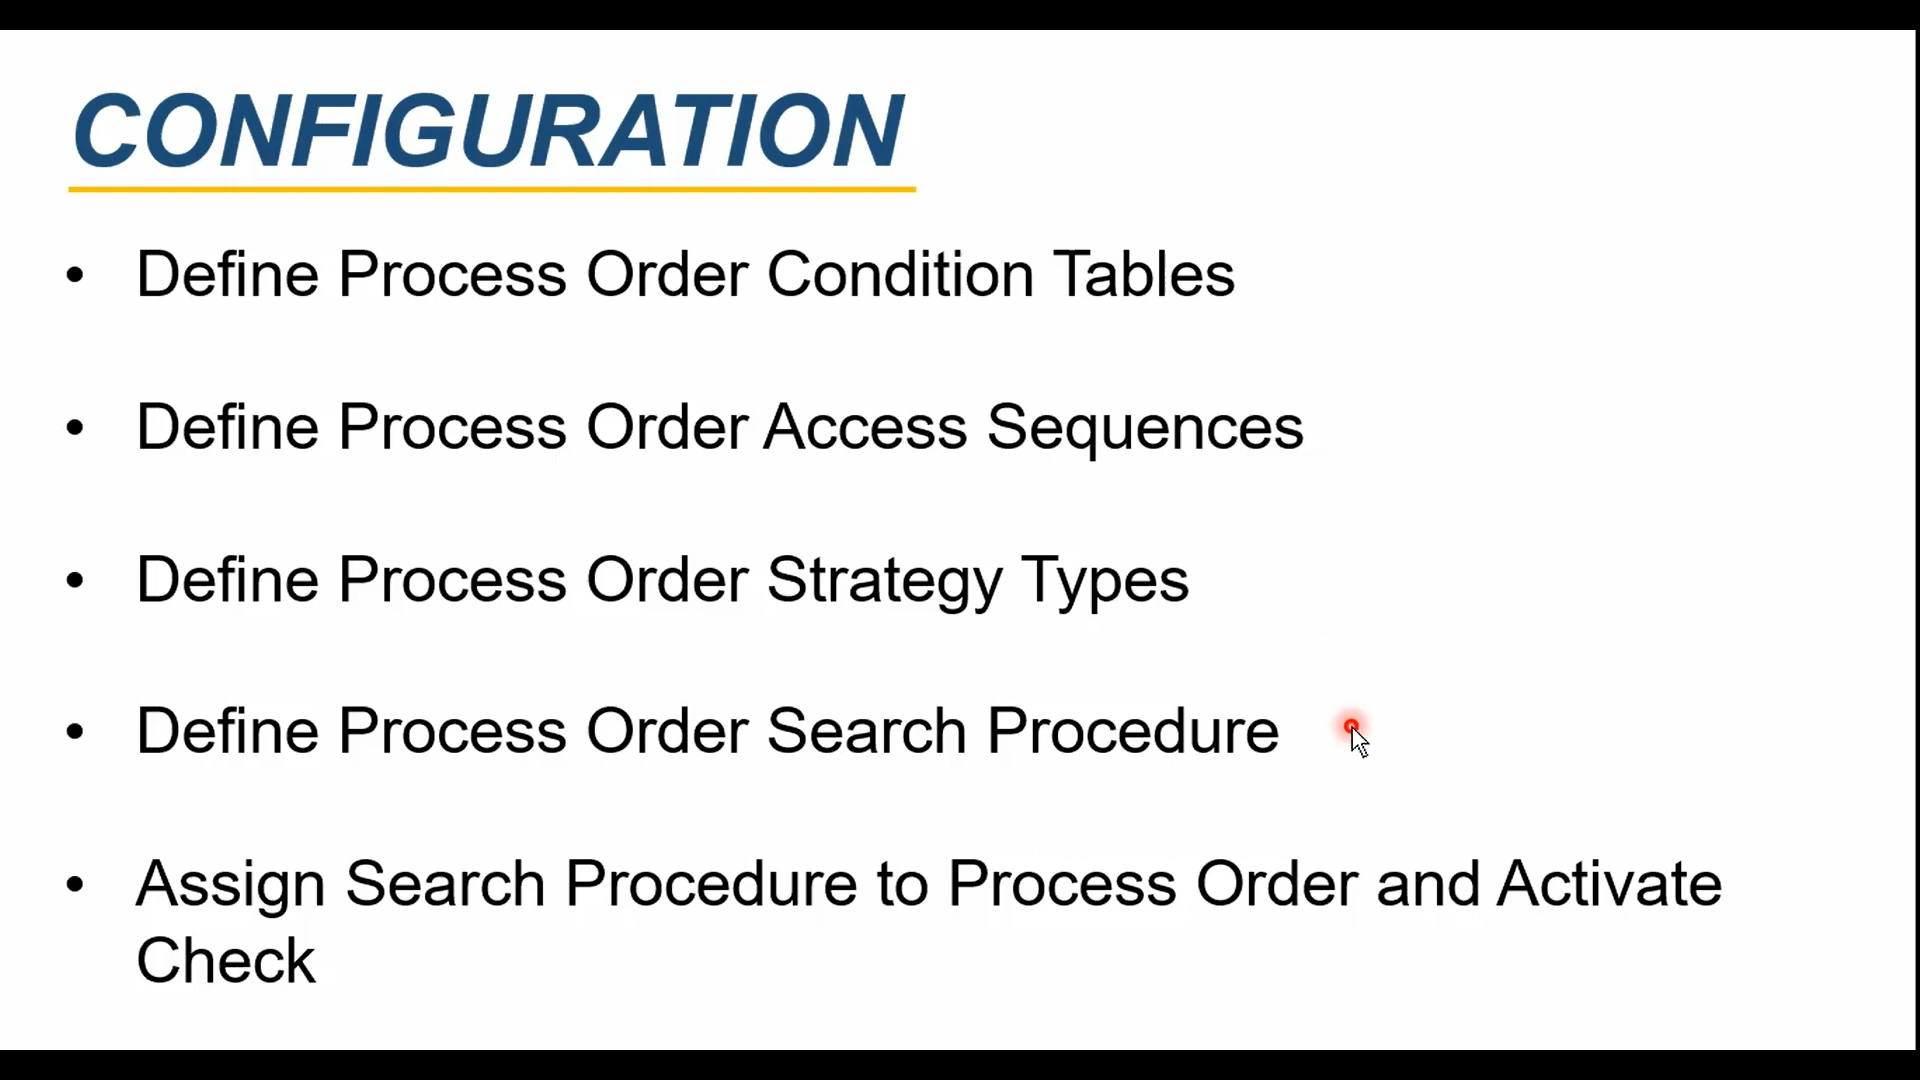 CONFIGURATION
• Define Process Order Condition Tables
• Define Process Order Access Sequences
• Define Process Order Strategy Types
• Define Process Order Search Procedure
• Assign Search Procedure to Process Order and Activate
Check